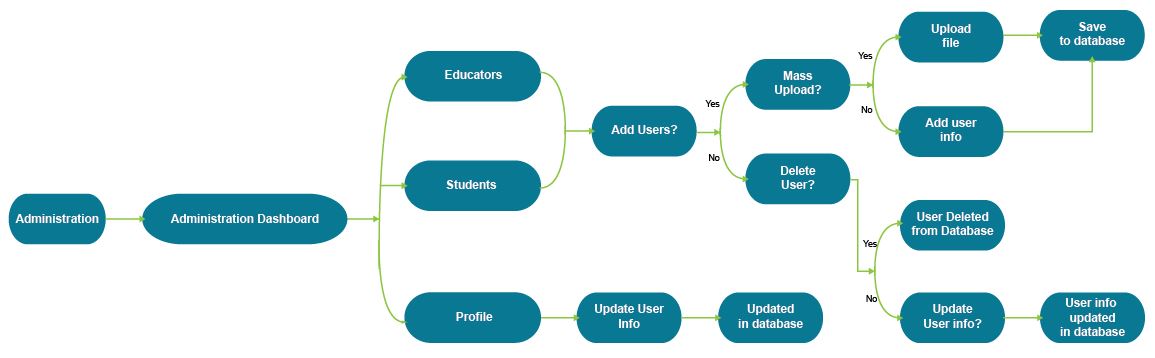 Administration
Administration Dashboard
Educators
Students
Profile
Add Users?
Yes
No
Mass
Upload?
Yes
No
Upload
file
Save
to database
Add user
info
Delete
User?
Yes
No
User Deleted
from Database
Update
User info?
User info
updated
in database
Update User
Info
Updated
in database